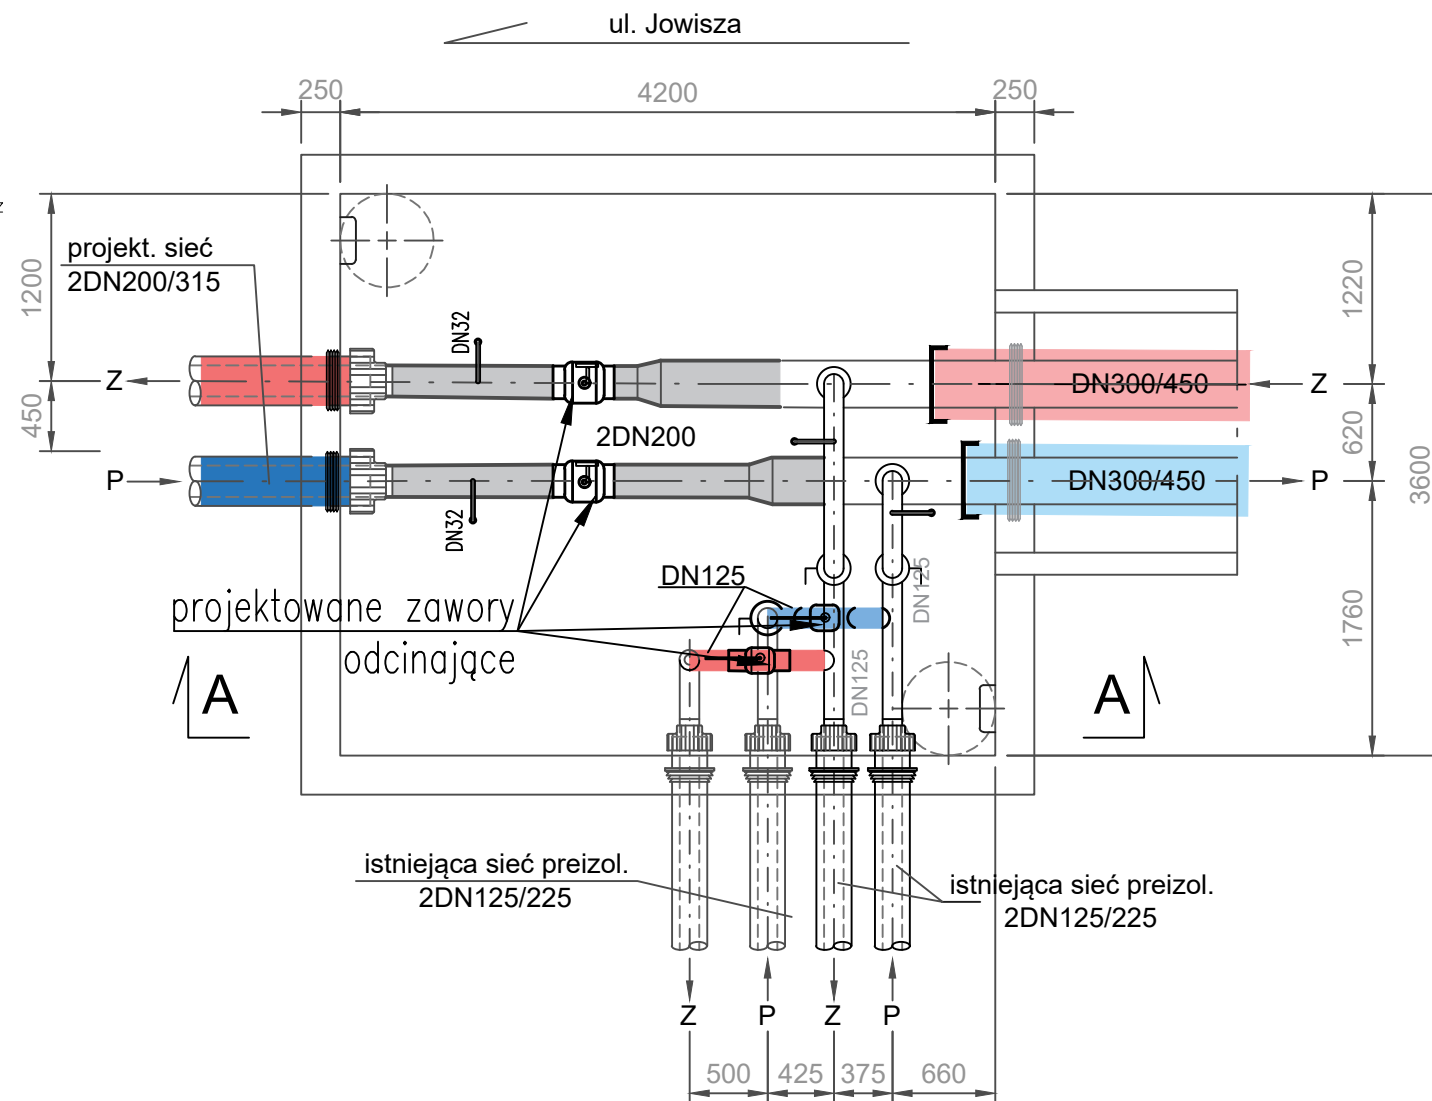 ul. Jowisza
250
4200
250
z
projekt. sieć
2DN200/315
1200
450
Z
P
DN32
DN32
2DN200
DN300/450
DN300/450
Z
P
1220
620
3600
1760
DN125
DN125
DN125
projektowane zawory
odcinające
A
A
istniejąca sieć preizol.
2DN125/225
istniejąca sieć preizol.
2DN125/225
Z
P
Z
P
500
425
375
660